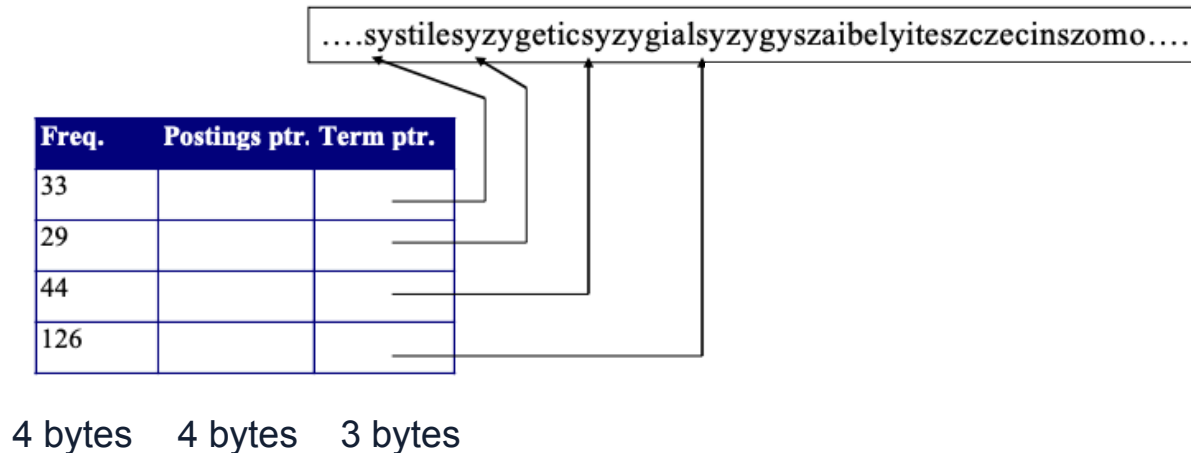 ….systilesyzygeticsyzygialsyzygyszaibelyiteszczecinszomo….
Freq. Postings ptr. Term ptr.
33
29
44
126
4 bytes 4 bytes 3 bytes